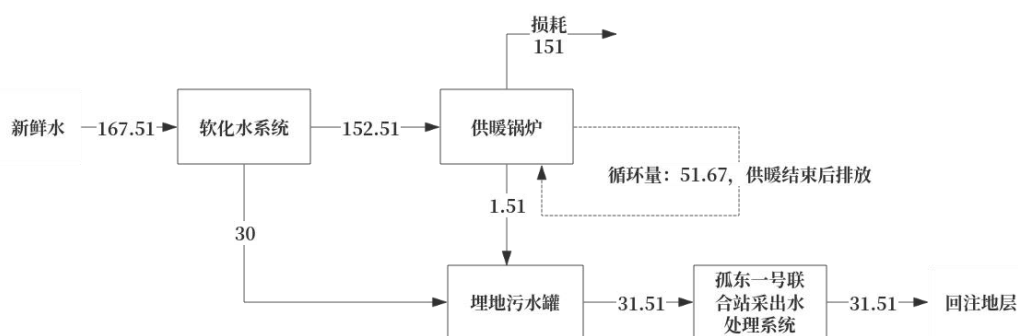 损耗
151
新鲜水
167.51
软化水系统
152.51
供暖锅炉
循环量：51.67，供暖结束后排放
1.51
30
埋地污水罐
31.51
孤东一号联
合站采出水
处理系统
31.51
回注地层